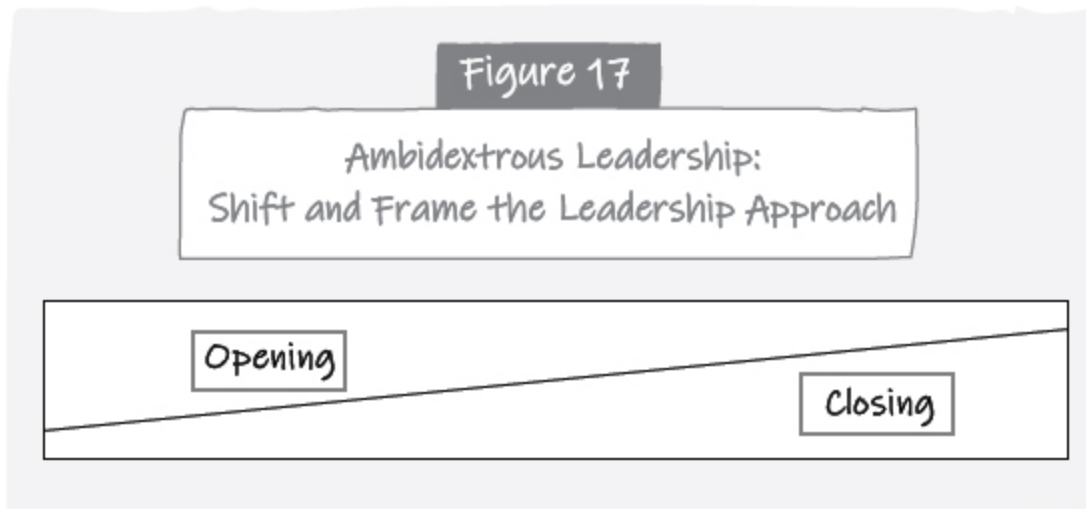 Figure 17
Ambidextrous Leadership:
Shift and Frame the Leadership Approach
Opening
Closing